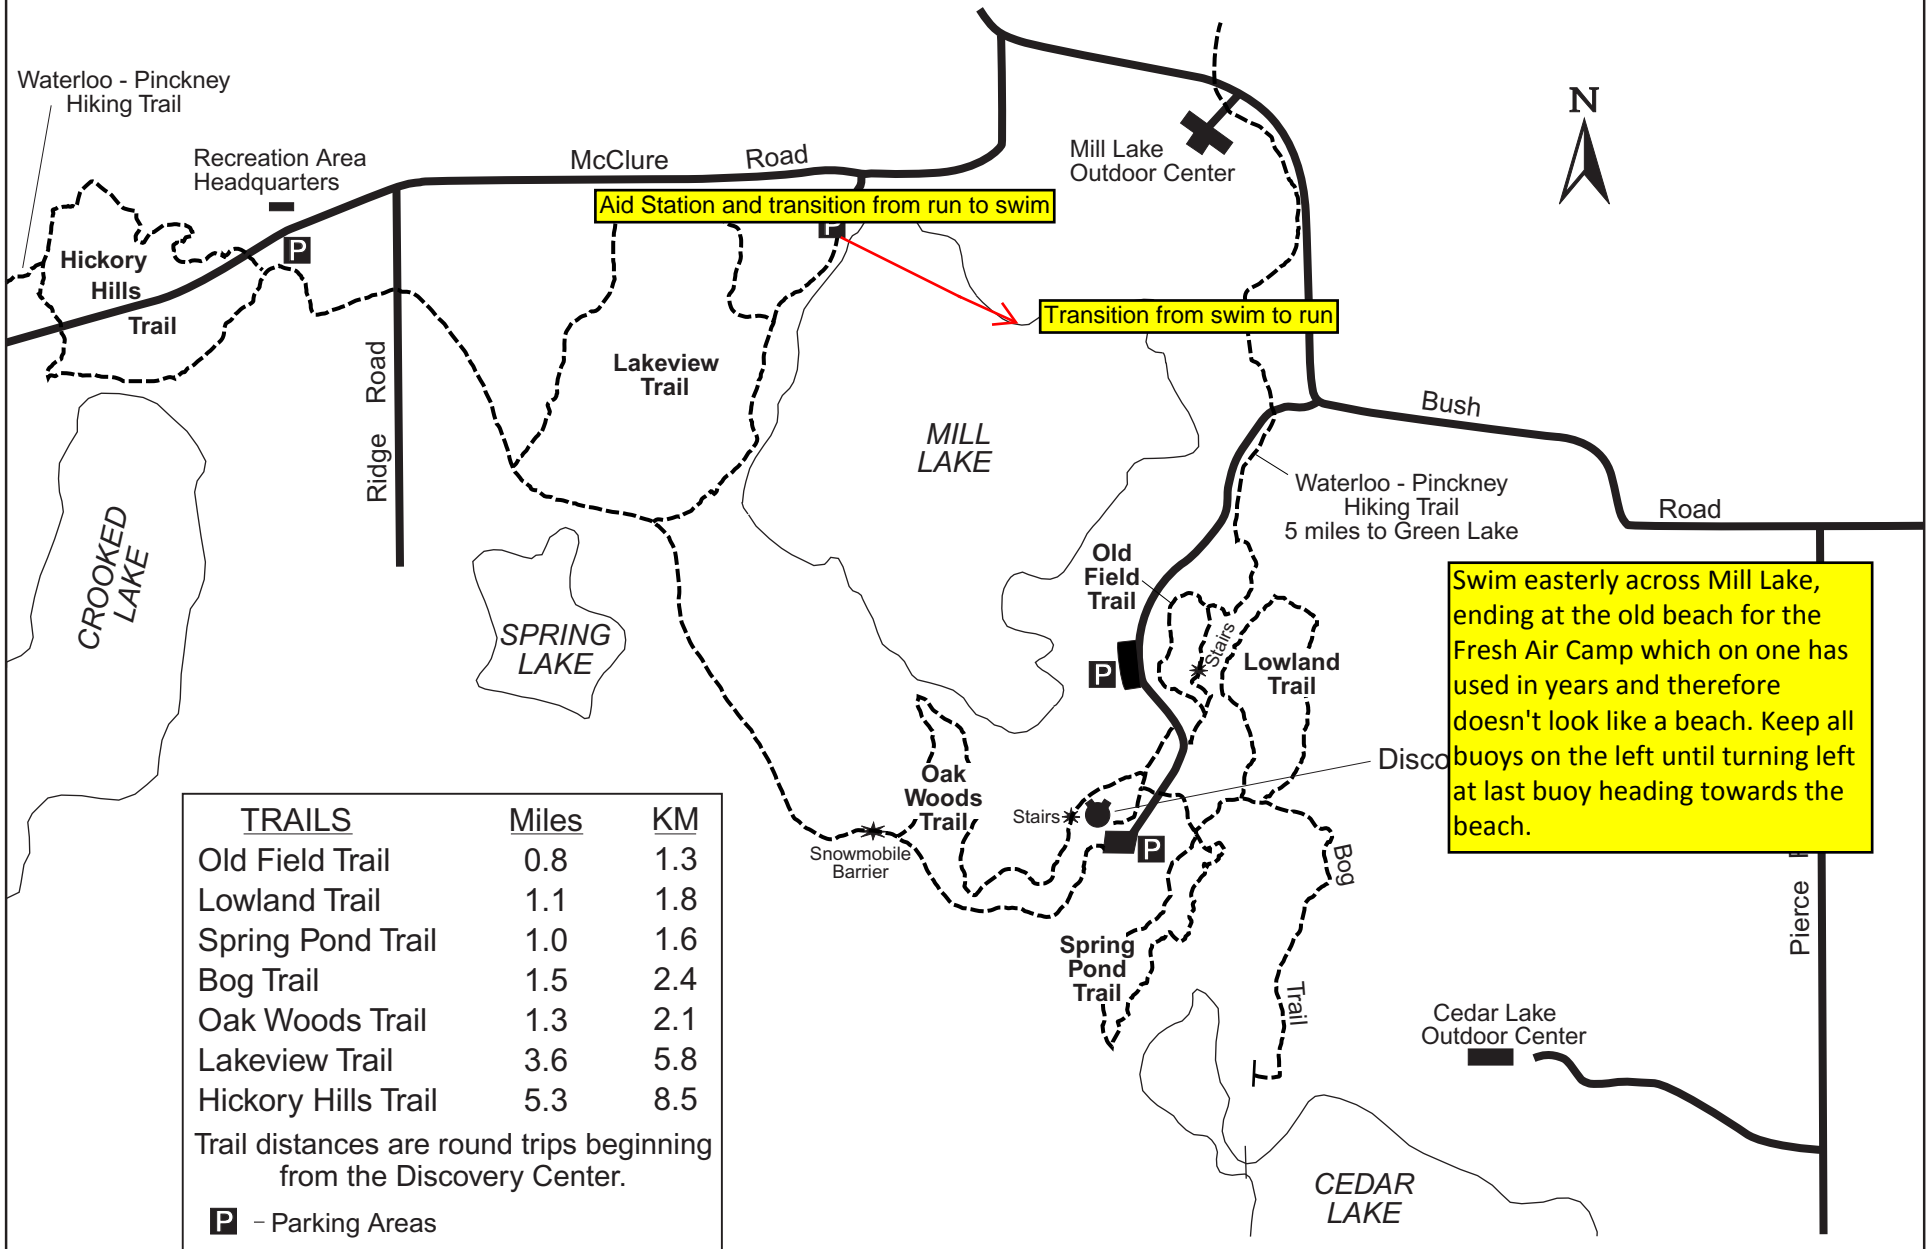 N
Waterloo - Pinckney
Hiking Trail
Recreation Area
Headquarters
McClure Road
Mill Lake
Outdoor Center
Aid Station and transition from run to swim
P
P
Hickory
Hills
Trail
Transition from swim to run
Ridge Road
Lakeview
Trail
MILL
LAKE
Bush
Road
Waterloo - Pinckney
Hiking Trail
5 miles to Green Lake
CROOKED
LAKE
SPRING
LAKE
Old
Field
Trail
Stairs
P
Lowland
Trail
Swim easterly across Mill Lake,
ending at the old beach for the
Fresh Air Camp which on one has
used in years and therefore
doesn't look like a beach. Keep all
buoys on the left until turning left
at last buoy heading towards the
beach.
Disco
Oak
Woods
Trail
Stairs
P
Snowmobile
Barrier
Bog
Trail
Spring
Pond
Trail
Pierce
Cedar Lake
Outdoor Center
CEDAR
LAKE
TRAILS Miles KM
Old Field Trail 0.8 1.3
Lowland Trail 1.1 1.8
Spring Pond Trail 1.0 1.6
Bog Trail 1.5 2.4
Oak Woods Trail 1.3 2.1
Lakeview Trail 3.6 5.8
Hickory Hills Trail 5.3 8.5
Trail distances are round trips beginning
from the Discovery Center.
P - Parking Areas